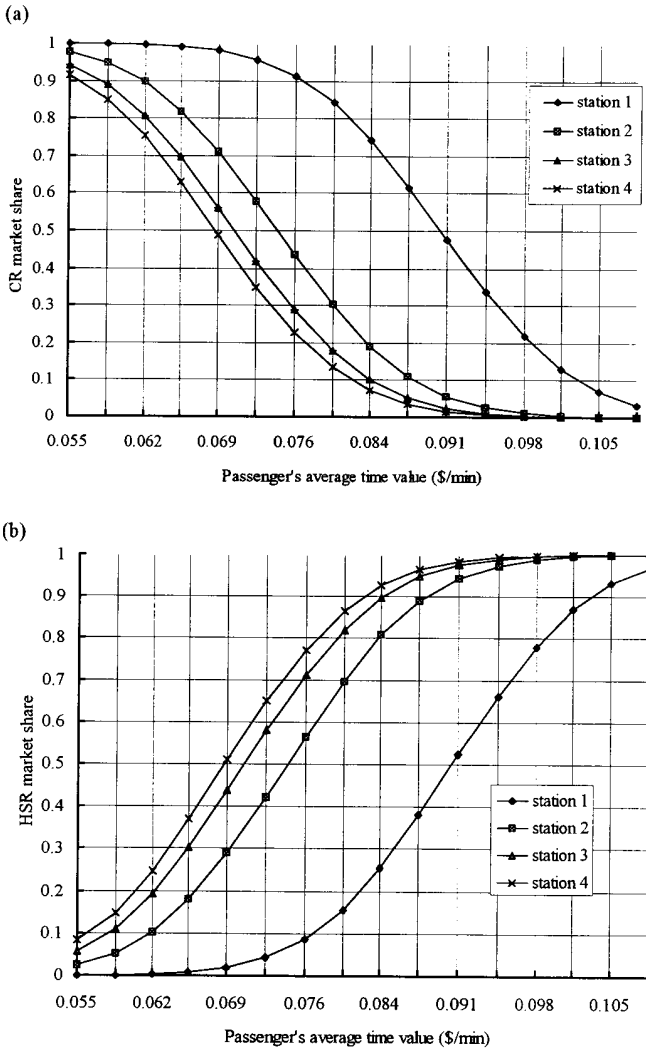 (a)
1
0.9
0.8
0.7
0.6
0.5
0.4
0.3
0.2
0.1
0
CR market share
station 1
station 2
station 3
station 4
0.055 0.062 0.069 0.076 0.084 0.091 0.098 0.105
Passenger's average time value ($/min)
(b)
1
0.9
0.8
0.7
0.6
0.5
0.4
0.3
0.2
0.1
0
HSR market share
station 1
station 2
station 3
station 4
0.055 0.062 0.069 0.076 0.084 0.091 0.098 0.105
Passenger's average time value ($/min)